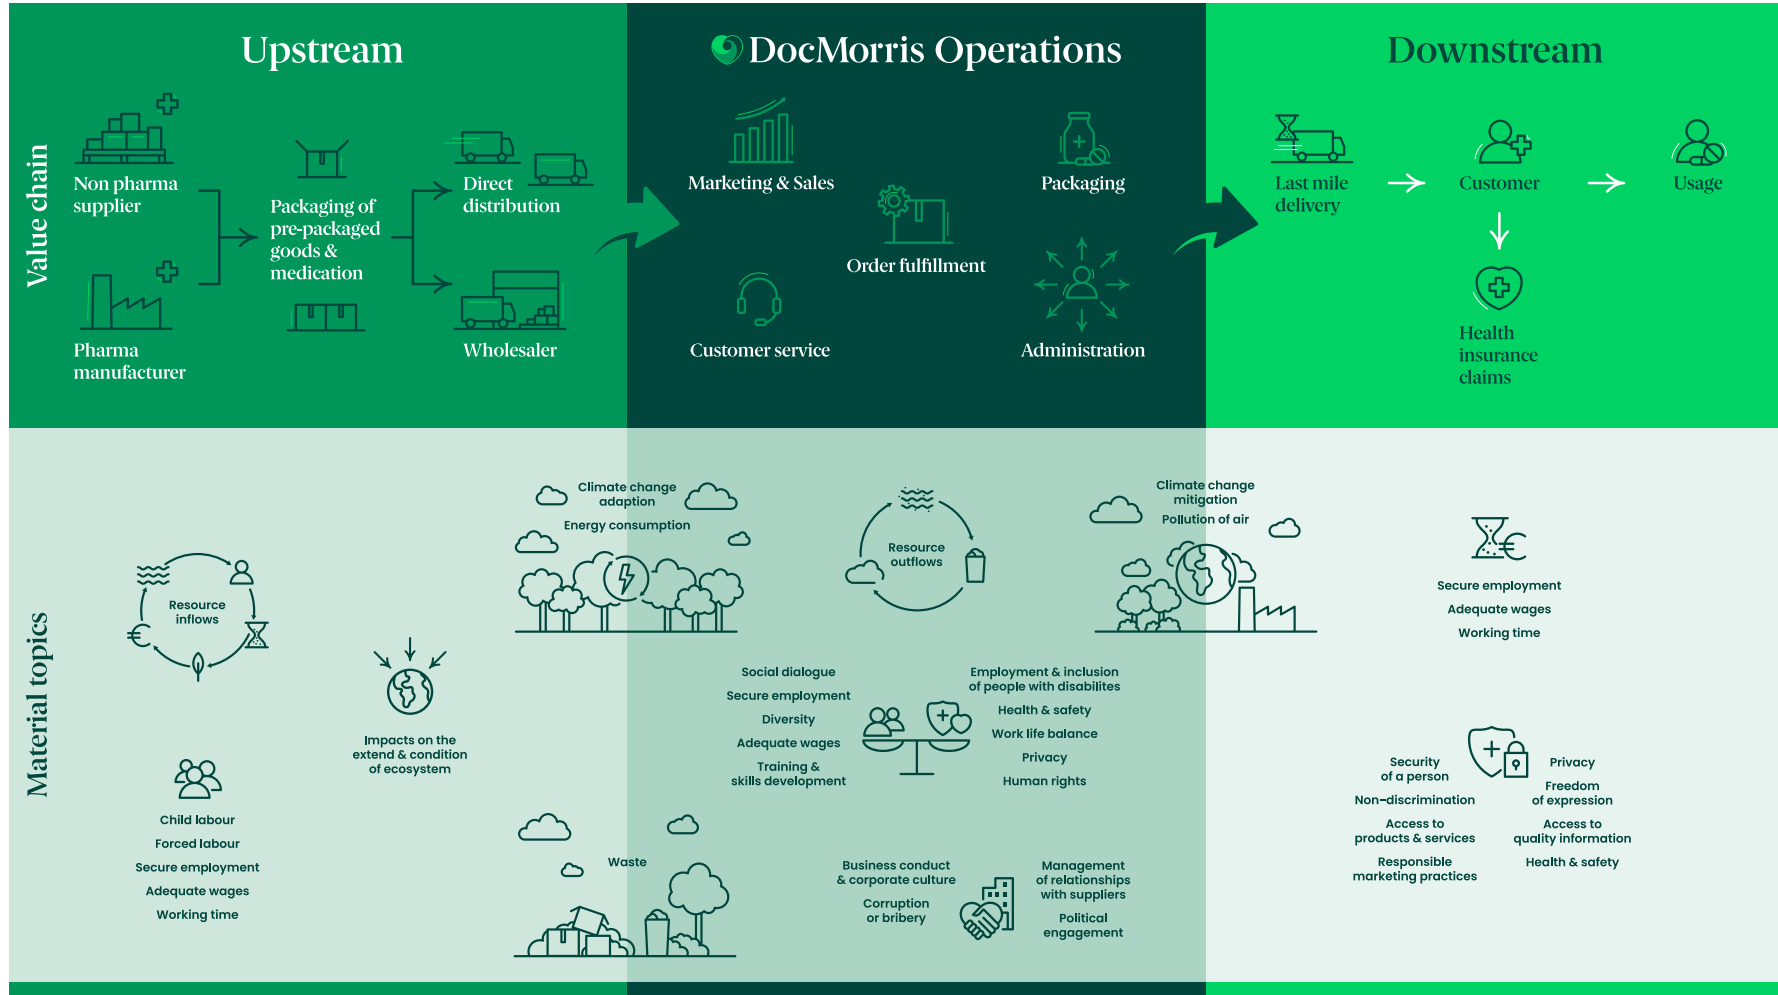 Upstream
DocMorris Operations
Downstream
Value chain
Non pharma
supplier
Pharma
manufacturer
Packaging of
pre-packaged
goods &
medication
Direct
distribution
Wholesaler
Marketing & Sales
Packaging
Order fulfillment
Customer service
Administration
Last mile
delivery
Customer
Usage
Health
insurance
claims
Material topics
Resource
inflows
Impacts on the
extend & condition
of ecosystem
Child labour
Forced labour
Secure employment
Adequate wages
Working time
Climate change
adaption
Energy consumption
Waste
Resource
outflows
Social dialogue
Secure employment
Diversity
Adequate wages
Training &
skills development
Employment & inclusion
of people with disabilites
Health & safety
Work life balance
Privacy
Human rights
Business conduct
& corporate culture
Corruption
or bribery
Management
of relationships
with suppliers
Political
engagement
Climate change
mitigation
Pollution of air
Secure employment
Adequate wages
Working time
Security
of a person
Non-discrimination
Access to
products & services
Responsible
marketing practices
Privacy
Freedom
of expression
Access to
quality information
Health & safety